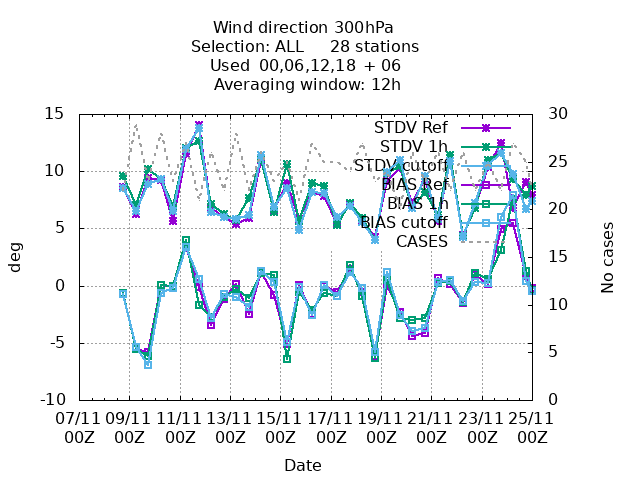 Wind direction 300hPa
Selection: ALL     28 stations
Used  00,06,12,18 + 06
Averaging window: 12h
15
10
5
0
-5
-10
30
25
20
15
10
5
0
STDV Ref
STDV 1h
STDV cutoff
BIAS Ref
BIAS 1h
BIAS cutoff
CASES
deg
No cases
07/11 09/11 11/11 13/11 15/11 17/11 19/11 21/11 23/11 25/11
00Z 00Z 00Z 00Z 00Z 00Z 00Z 00Z 00Z 00Z
Date